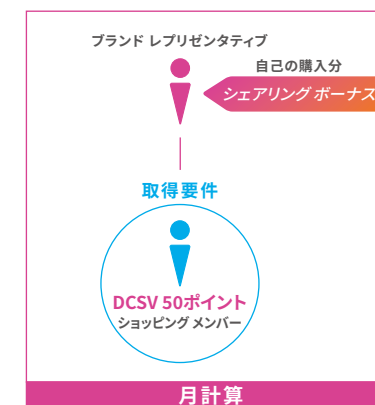 ブランド レプリゼンタティブ
自己の購入分
シェアリング ボーナス
取得要件
DCSV 50ポイント
ショッピング メンバー
月計算